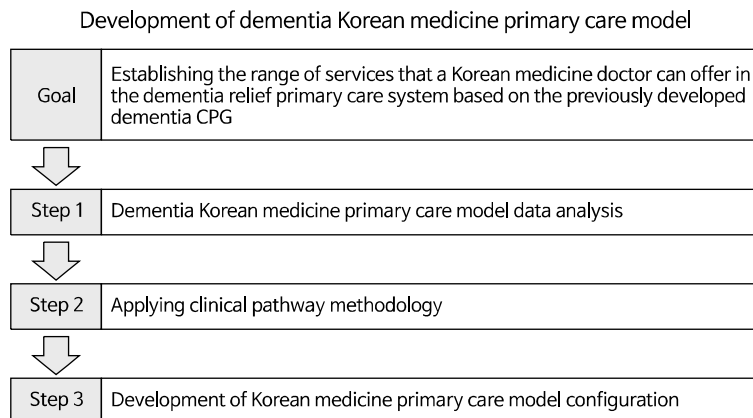 Development of dementia Korean medicine primary care model
Goal
Establishing the range of services that a Korean medicine doctor can offer in
the dementia relief primary care system based on the previously developed
dementia CPG
Step 1
Dementia Korean medicine primary care model data analysis
Step 2
Applying clinical pathway methodology
Step 3
Development of Korean medicine primary care model configuration